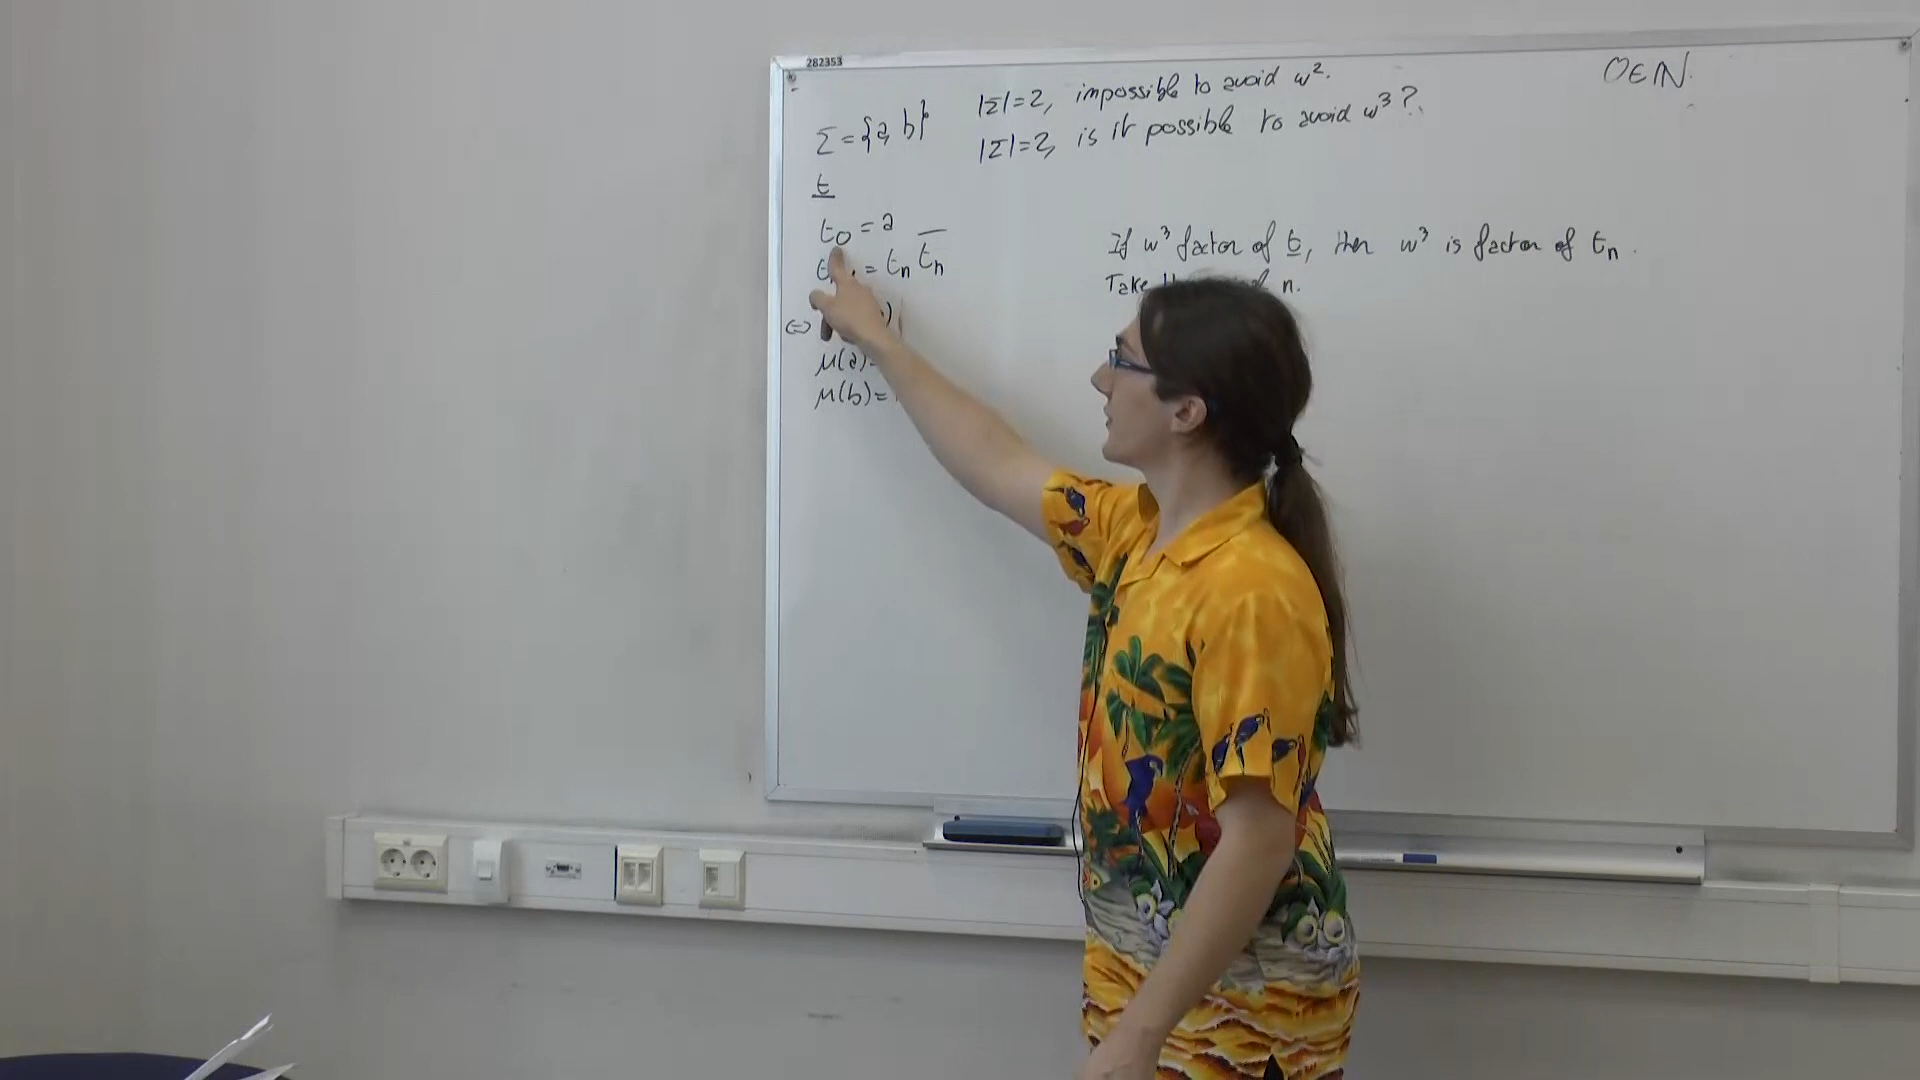 282353
Σ = {a, b}
|Σ|=2, impossible to avoid w².
|Σ|=2, is it possible to avoid w³?
0∈ℕ.
t
t₀ = a
= tₙ t̄ₙ
⇔
μ(a)=
μ(b)=
If w³ factor of t, then w³ is factor of tₙ.
Take n.